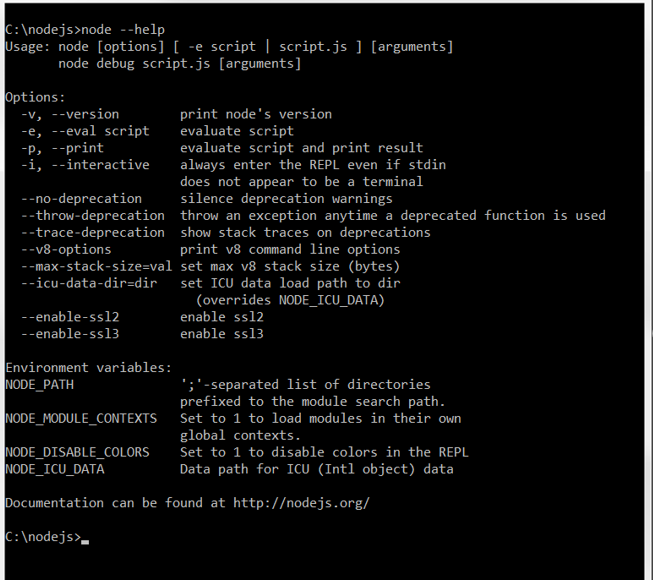 C:\nodejs>node --help
Usage: node [options] [ -e script | script.js ] [arguments]
       node debug script.js [arguments]

Options:
  -v, --version        print node's version
  -e, --eval script    evaluate script
  -p, --print          evaluate script and print result
  -i, --interactive    always enter the REPL even if stdin
                       does not appear to be a terminal
  --no-deprecation     silence deprecation warnings
  --throw-deprecation  throw an exception anytime a deprecated function is used
  --trace-deprecation  show stack traces on deprecations
  --v8-options         print v8 command line options
  --max-stack-size=val set max v8 stack size (bytes)
  --icu-data-dir=dir   set ICU data load path to dir
                         (overrides NODE_ICU_DATA)
  --enable-ssl2        enable ssl2
  --enable-ssl3        enable ssl3

Environment variables:
NODE_PATH              ';'-separated list of directories
                       prefixed to the module search path.
NODE_MODULE_CONTEXTS   Set to 1 to load modules in their own
                       global contexts.
NODE_DISABLE_COLORS    Set to 1 to disable colors in the REPL
NODE_ICU_DATA          Data path for ICU (Intl object) data

Documentation can be found at http://nodejs.org/

C:\nodejs>_